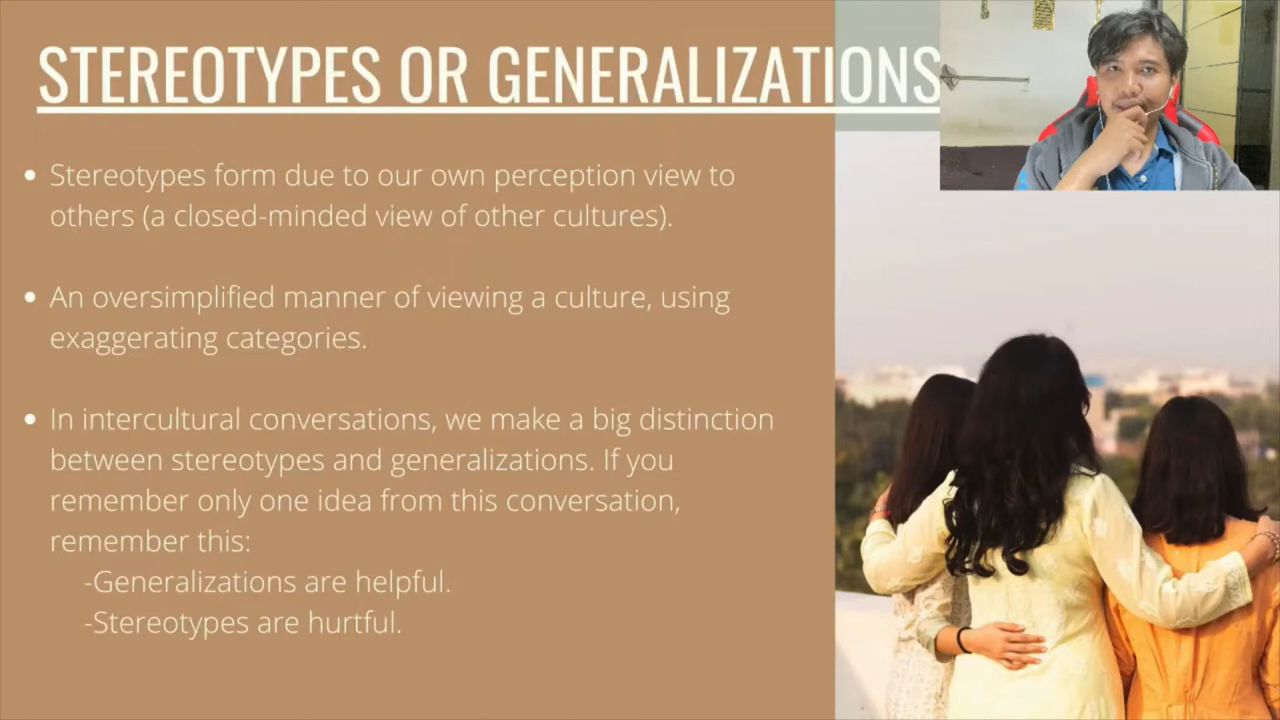 STEREOTYPES OR GENERALIZATIONS
• Stereotypes form due to our own perception view to
others (a closed-minded view of other cultures).
• An oversimplified manner of viewing a culture, using
exaggerating categories.
• In intercultural conversations, we make a big distinction
between stereotypes and generalizations. If you
remember only one idea from this conversation,
remember this:
-Generalizations are helpful.
-Stereotypes are hurtful.